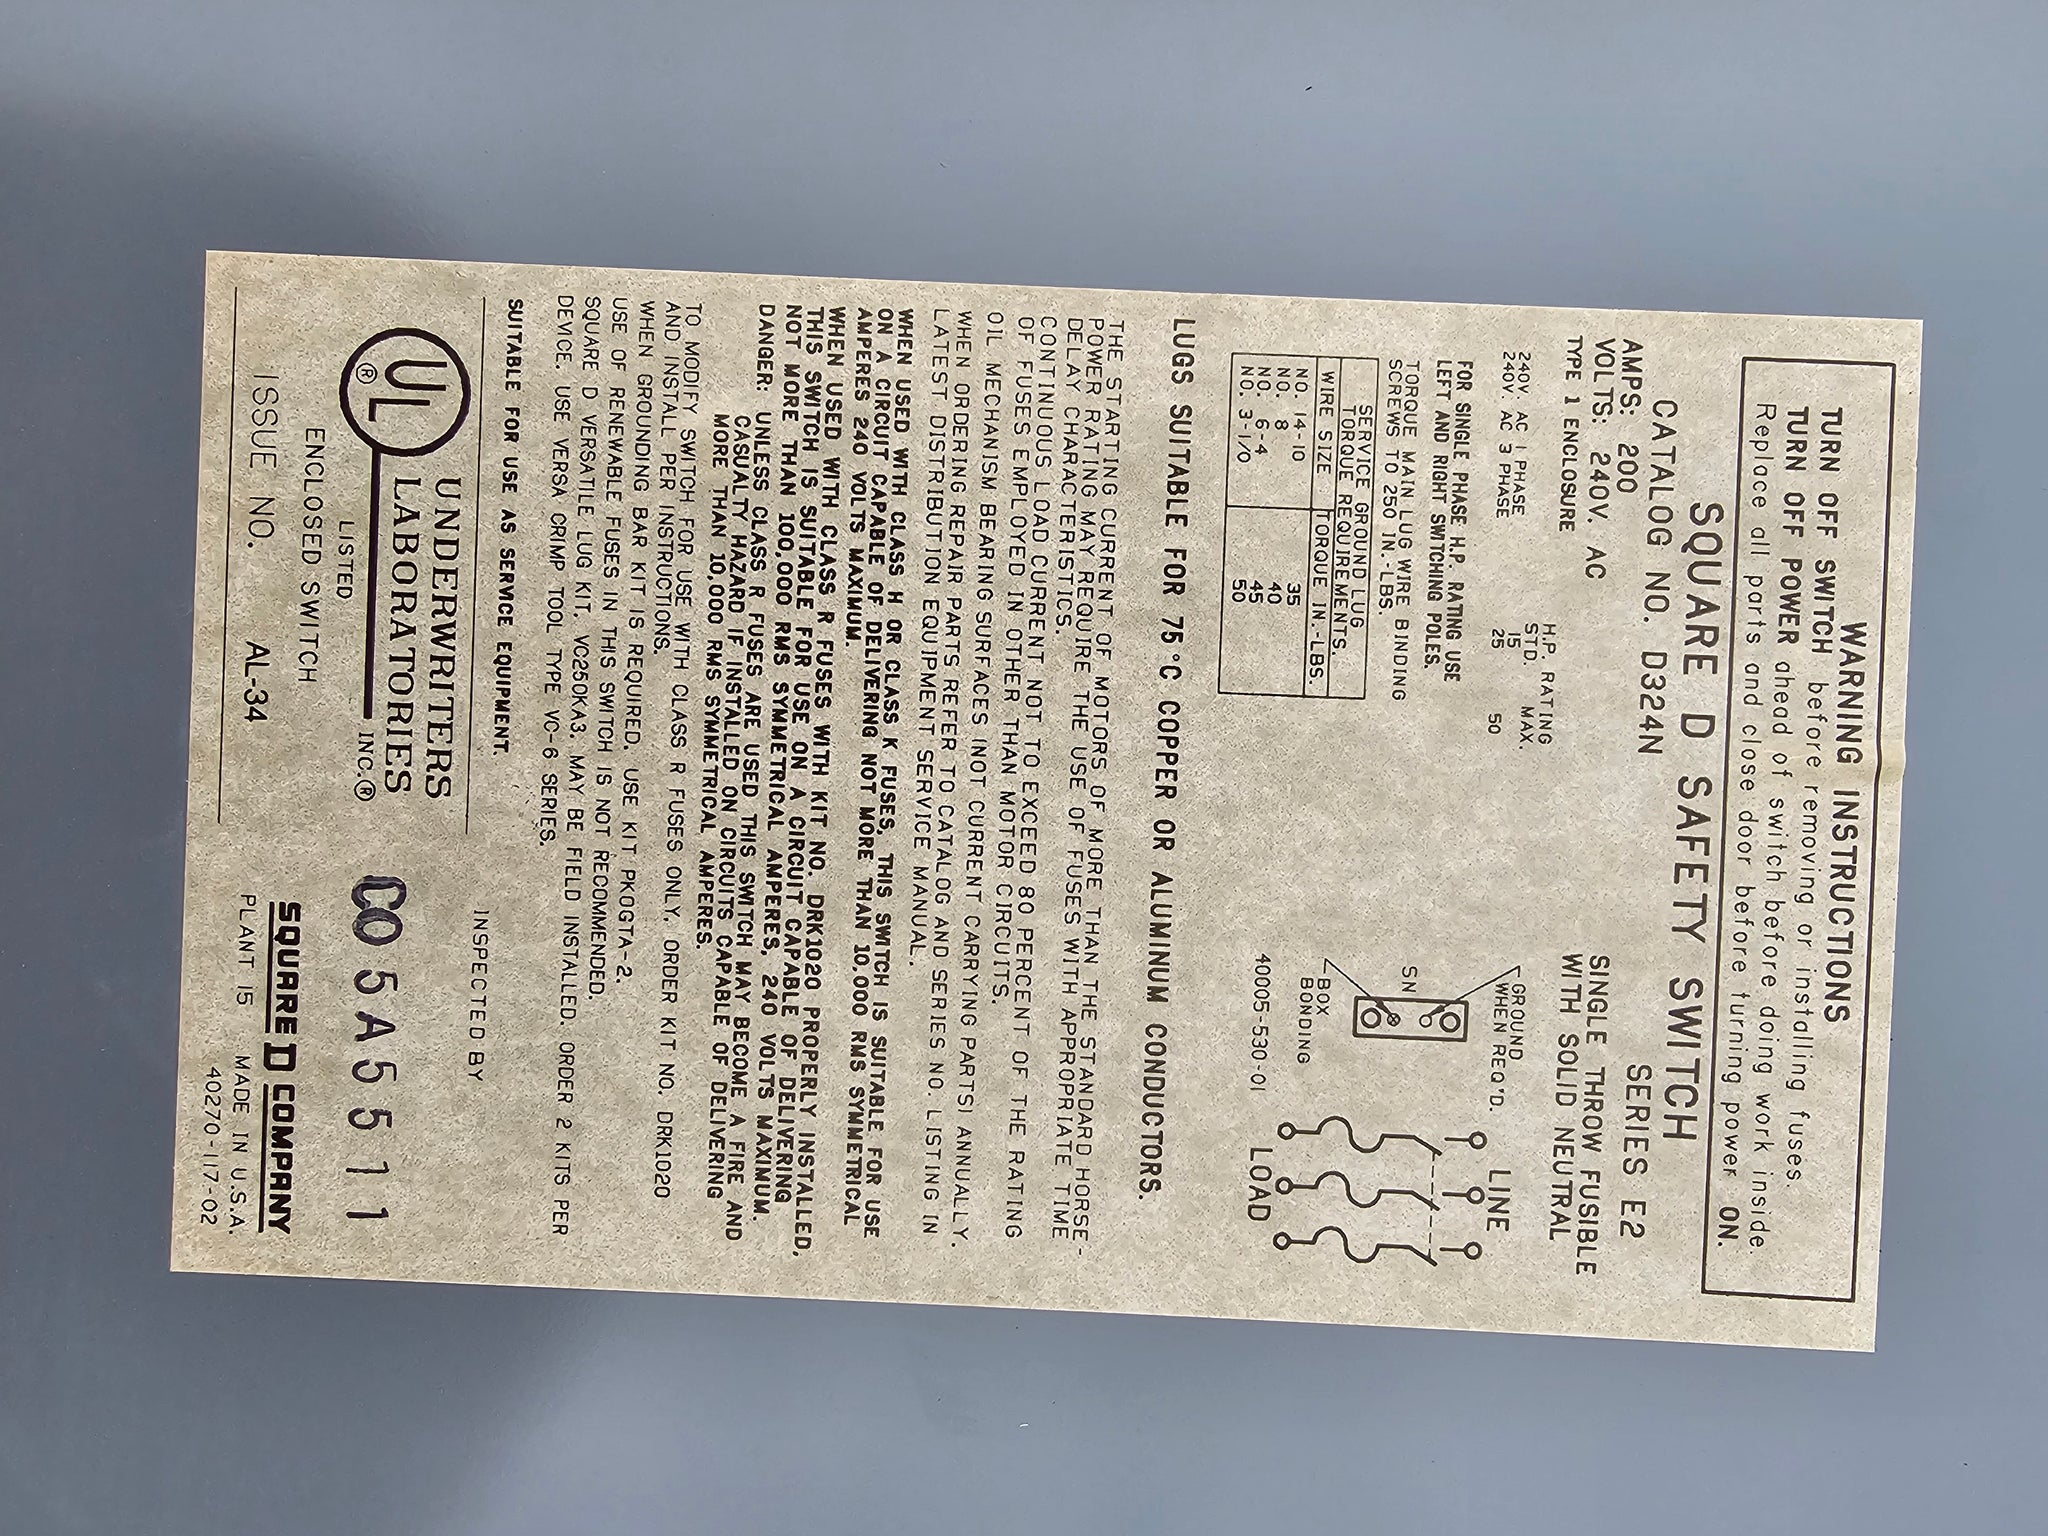 WARNING INSTRUCTIONS
TURN OFF SWITCH before removing or installing fuses.
TURN OFF POWER ahead of switch before doing work inside.
Replace all parts and close door before turning power ON.
SQUARE D SAFETY SWITCH
CATALOG NO. D324N SERIES E2
AMPS: 200
VOLTS: 240V. AC
TYPE 1 ENCLOSURE
SINGLE THROW FUSIBLE
WITH SOLID NEUTRAL
H.P. RATING
STD. MAX.
240V. AC 1 PHASE 15
240V. AC 3 PHASE 25 50
FOR SINGLE PHASE H.P. RATING USE
LEFT AND RIGHT SWITCHING POLES.
TORQUE MAIN LUG WIRE BINDING
SCREWS TO 250 IN.-LBS.
SERVICE GROUND LUG
TORQUE REQUIREMENTS.
WIRE SIZE TORQUE IN.-LBS.
NO. 14-10 35
NO. 8 40
NO. 6-4 45
NO. 3-1/0 50
GROUND
WHEN REQ'D.
SN
BOX
BONDING
40005-530-01
LINE
LOAD
LUGS SUITABLE FOR 75°C COPPER OR ALUMINUM CONDUCTORS.
THE STARTING CURRENT OF MOTORS OF MORE THAN THE STANDARD HORSE-
POWER RATING MAY REQUIRE THE USE OF FUSES WITH APPROPRIATE TIME
DELAY CHARACTERISTICS.
CONTINUOUS LOAD CURRENT NOT TO EXCEED 80 PERCENT OF THE RATING
OF FUSES EMPLOYED IN OTHER THAN MOTOR CIRCUITS.
OIL MECHANISM BEARING SURFACES (NOT CURRENT CARRYING PARTS) ANNUALLY.
WHEN ORDERING REPAIR PARTS REFER TO CATALOG AND SERIES NO. LISTING IN
LATEST DISTRIBUTION EQUIPMENT SERVICE MANUAL.
WHEN USED WITH CLASS H OR CLASS K FUSES, THIS SWITCH IS SUITABLE FOR USE
ON A CIRCUIT CAPABLE OF DELIVERING NOT MORE THAN 10,000 RMS SYMMETRICAL
AMPERES 240 VOLTS MAXIMUM.
WHEN USED WITH CLASS R FUSES WITH KIT NO. DRK1020 PROPERLY INSTALLED,
THIS SWITCH IS SUITABLE FOR USE ON A CIRCUIT CAPABLE OF DELIVERING
NOT MORE THAN 100,000 RMS SYMETRICAL AMPERES, 240 VOLTS MAXIMUM.
DANGER: UNLESS CLASS R FUSES ARE USED THIS SWITCH MAY BECOME A FIRE AND
CASUALTY HAZARD IF INSTALLED ON CIRCUITS CAPABLE OF DELIVERING
MORE THAN 10,000 RMS SYMETRICAL AMPERES.
TO MODIFY SWITCH FOR USE WITH CLASS R FUSES ONLY, ORDER KIT NO. DRK1020
AND INSTALL PER INSTRUCTIONS.
WHEN GROUNDING BAR KIT IS REQUIRED, USE KIT PKOGTA-2.
USE OF RENEWABLE FUSES IN THIS SWITCH IS NOT RECOMMENDED.
SQUARE D VERSATILE LUG KIT, VC250KA3, MAY BE FIELD INSTALLED. ORDER 2 KITS PER
DEVICE. USE VERSA CRIMP TOOL TYPE VC-6 SERIES.
SUITABLE FOR USE AS SERVICE EQUIPMENT.
UL ®
UNDERWRITERS
LABORATORIES INC.®
LISTED
ENCLOSED SWITCH
ISSUE NO. AL-34
INSPECTED BY
C05A5511
SQUARE D COMPANY
PLANT 15 MADE IN U.S.A.
40270-117-02